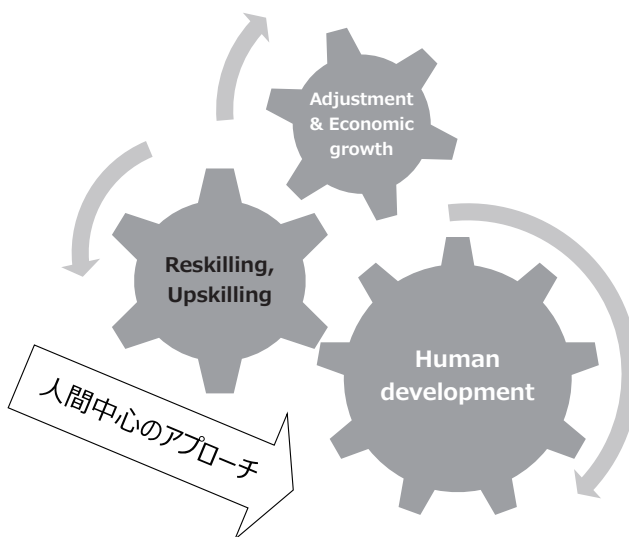 Adjustment
& Economic
growth
Reskilling,
Upskilling
Human
development
人間中心のアプローチ